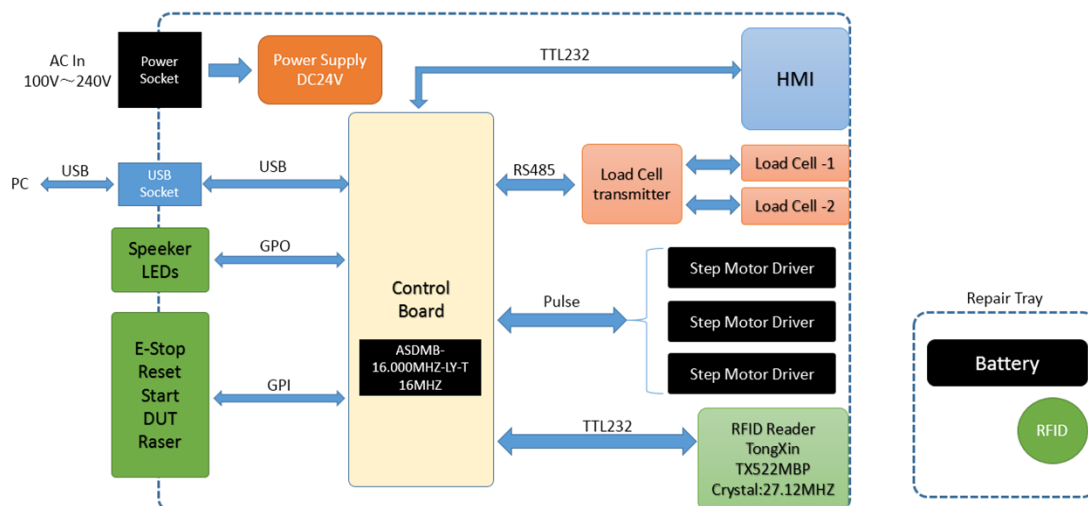 AC In
100V～240V
Power
Socket
Power Supply
DC24V
TTL232
HMI
PC
USB
USB
Socket
USB
RS485
Load Cell
transmitter
Load Cell -1
Load Cell -2
Speeker
LEDs
GPO
Control
Board
ASDMB-
16.000MHZ-LY-T
16MHZ
Pulse
Step Motor Driver
Step Motor Driver
Step Motor Driver
E-Stop
Reset
Start
DUT
Raser
GPI
TTL232
RFID Reader
TongXin
TX522MBP
Crystal:27.12MHZ
Repair Tray
Battery
RFID